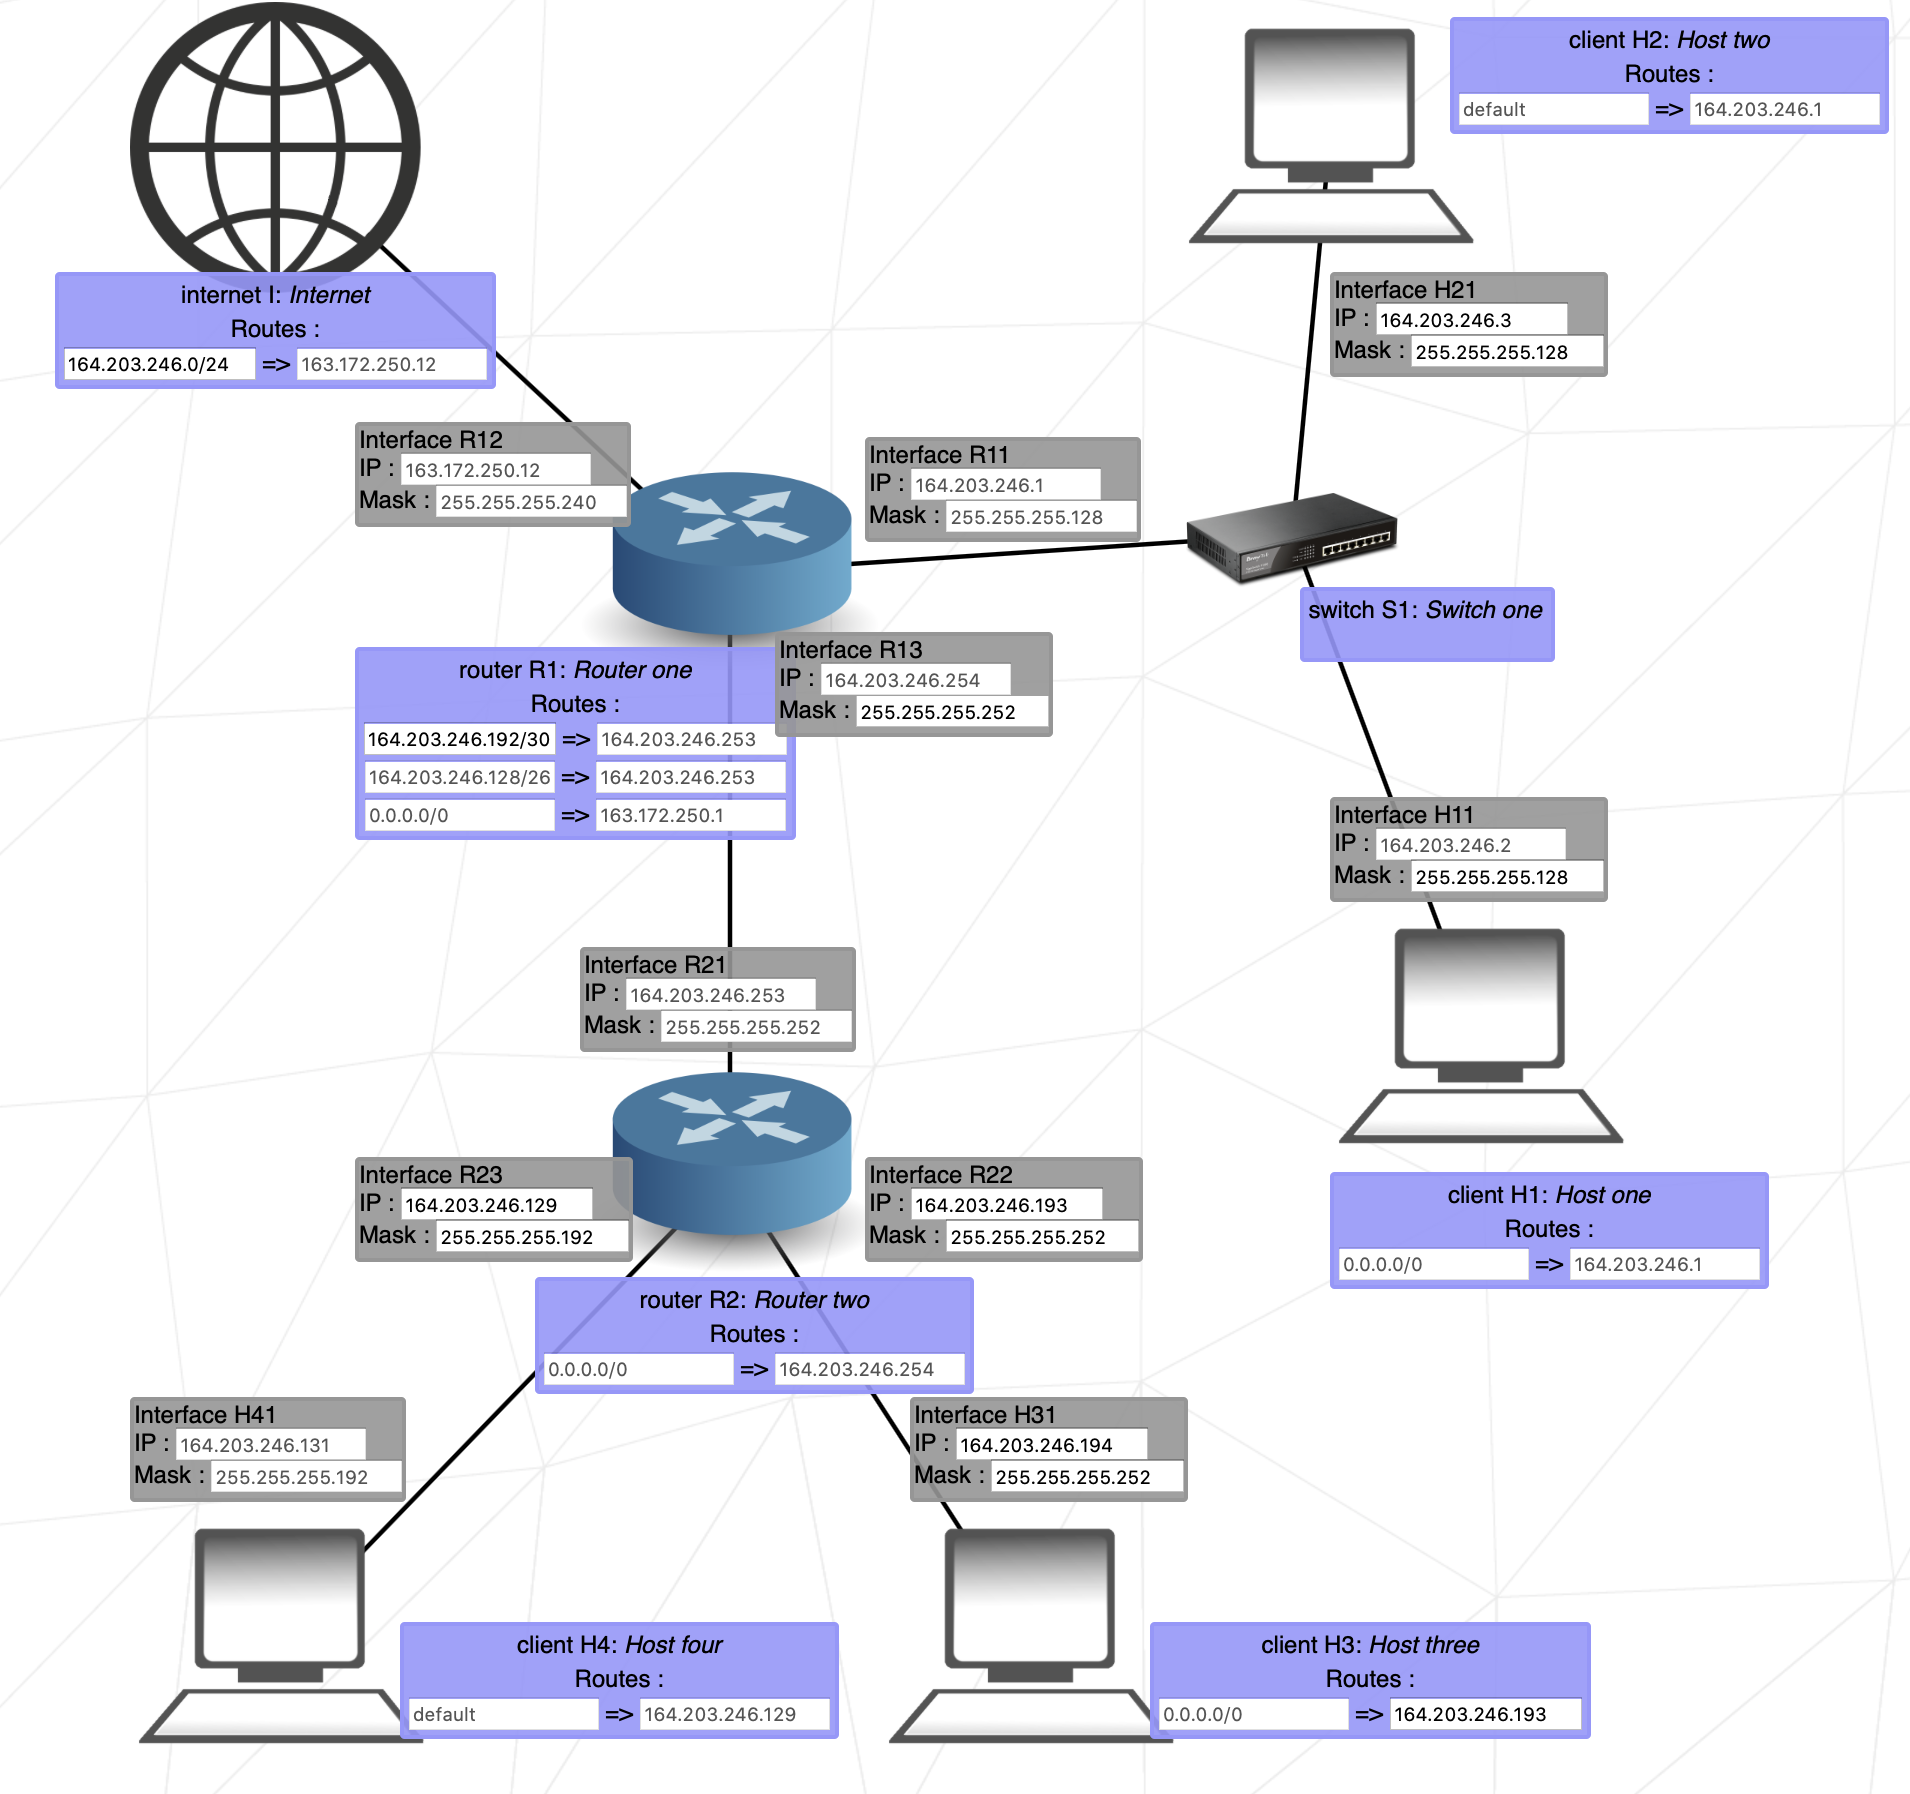 client H2: Host two
Routes :
default => 164.203.246.1
internet I: Internet
Routes :
164.203.246.0/24 => 163.172.250.12
Interface H21
IP : 164.203.246.3
Mask : 255.255.255.128
Interface R12
IP : 163.172.250.12
Mask : 255.255.255.240
Interface R11
IP : 164.203.246.1
Mask : 255.255.255.128
switch S1: Switch one
Interface R13
IP : 164.203.246.254
Mask : 255.255.255.252
router R1: Router one
Routes :
164.203.246.192/30 => 164.203.246.253
164.203.246.128/26 => 164.203.246.253
0.0.0.0/0 => 163.172.250.1
Interface H11
IP : 164.203.246.2
Mask : 255.255.255.128
Interface R21
IP : 164.203.246.253
Mask : 255.255.255.252
Interface R23
IP : 164.203.246.129
Mask : 255.255.255.192
Interface R22
IP : 164.203.246.193
Mask : 255.255.255.252
client H1: Host one
Routes :
0.0.0.0/0 => 164.203.246.1
router R2: Router two
Routes :
0.0.0.0/0 => 164.203.246.254
Interface H41
IP : 164.203.246.131
Mask : 255.255.255.192
Interface H31
IP : 164.203.246.194
Mask : 255.255.255.252
client H4: Host four
Routes :
default => 164.203.246.129
client H3: Host three
Routes :
0.0.0.0/0 => 164.203.246.193